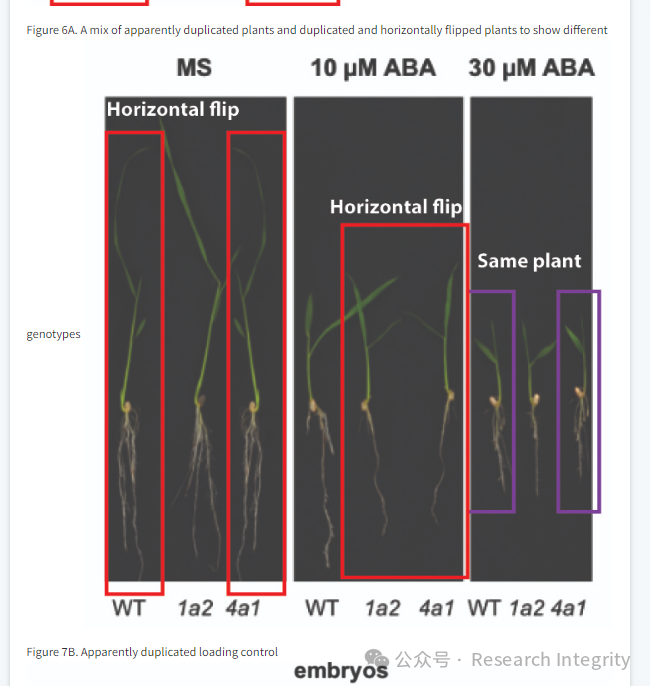 Figure 6A. A mix of apparently duplicated plants and duplicated and horizontally flipped plants to show different
MS 10 μM ABA 30 μM ABA
Horizontal flip
Horizontal flip
Same plant
genotypes
WT 1a2 4a1 WT 1a2 4a1 WT 1a2 4a1
Figure 7B. Apparently duplicated loading control
公众号 · Research Integrity
embryos